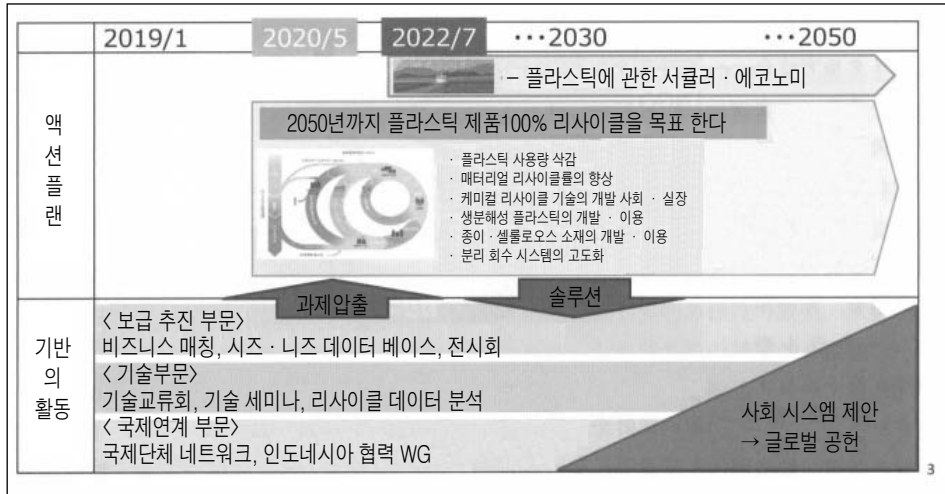 2019/1 2020/5 2022/7 ···2030 ···2050
– 플라스틱에 관한 서큘러 · 에코노미
액션플랜
2050년까지 플라스틱 제품100% 리사이클을 목표 한다
· 플라스틱 사용량 삭감
· 매터리얼 리사이클률의 향상
· 케미컬 리사이클 기술의 개발 사회 · 실장
· 생분해성 플라스틱의 개발 · 이용
· 종이 · 셀룰로오스 소재의 개발 · 이용
· 분리 회수 시스템의 고도화
과제압출
솔루션
기반
의
활동
〈 보급 추진 부문〉
비즈니스 매칭, 시즈 · 니즈 데이터 베이스, 전시회
〈 기술부문〉
기술교류회, 기술 세미나, 리사이클 데이터 분석
〈 국제연계 부문〉
국제단체 네트워크, 인도네시아 협력 WG
사회 시스엠 제안
→ 글로벌 공헌
3